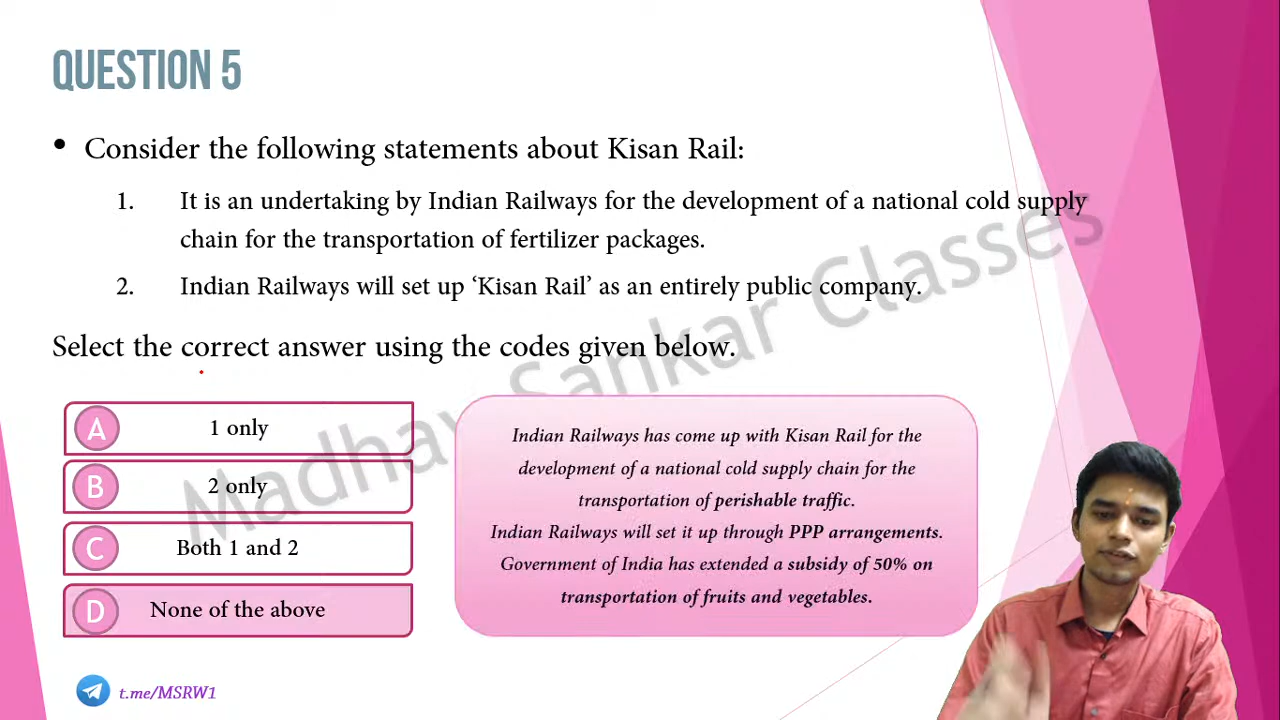 QUESTION 5
• Consider the following statements about Kisan Rail:
1. It is an undertaking by Indian Railways for the development of a national cold supply
chain for the transportation of fertilizer packages.
2. Indian Railways will set up ‘Kisan Rail’ as an entirely public company.
Select the correct answer using the codes given below.
A 1 only
B 2 only
C Both 1 and 2
D None of the above
Indian Railways has come up with Kisan Rail for the
development of a national cold supply chain for the
transportation of perishable traffic.
Indian Railways will set it up through PPP arrangements.
Government of India has extended a subsidy of 50% on
transportation of fruits and vegetables.
Madhav Sankar Classes
t.me/MSRW1